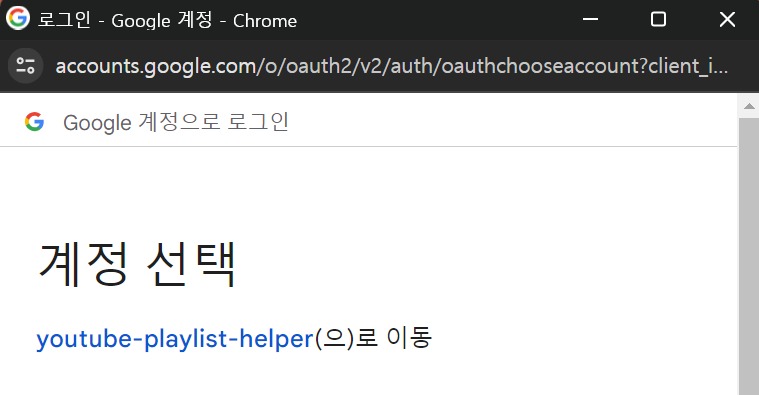 로그인 - Google 계정 - Chrome
accounts.google.com/o/oauth2/v2/auth/oauthchooseaccount?client_i...
Google 계정으로 로그인
계정 선택
youtube-playlist-helper(으)로 이동